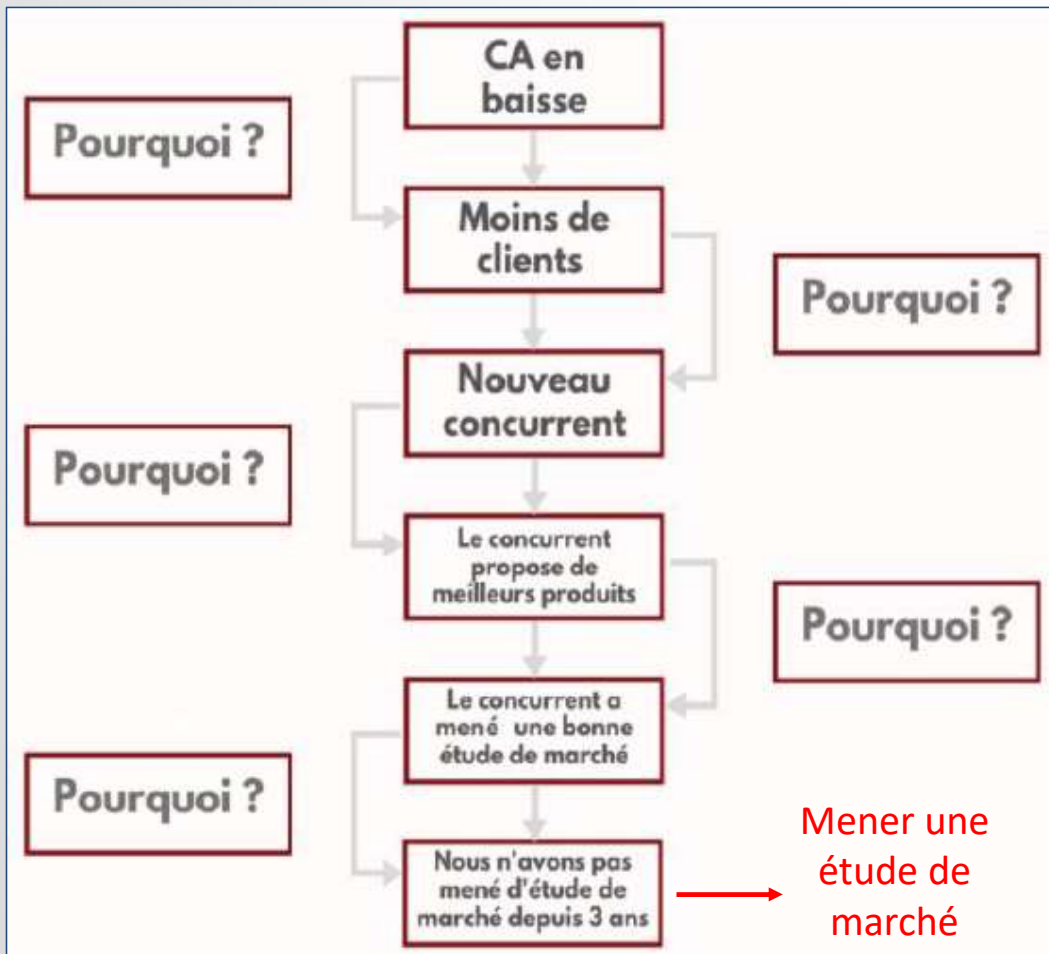 CA en
baisse
Pourquoi ?
Moins de
clients
Pourquoi ?
Nouveau
concurrent
Pourquoi ?
Le concurrent
propose de
meilleurs produits
Pourquoi ?
Le concurrent a
mené une bonne
étude de marché
Pourquoi ?
Nous n'avons pas
mené d'étude de
marché depuis 3 ans
Mener une
étude de
marché